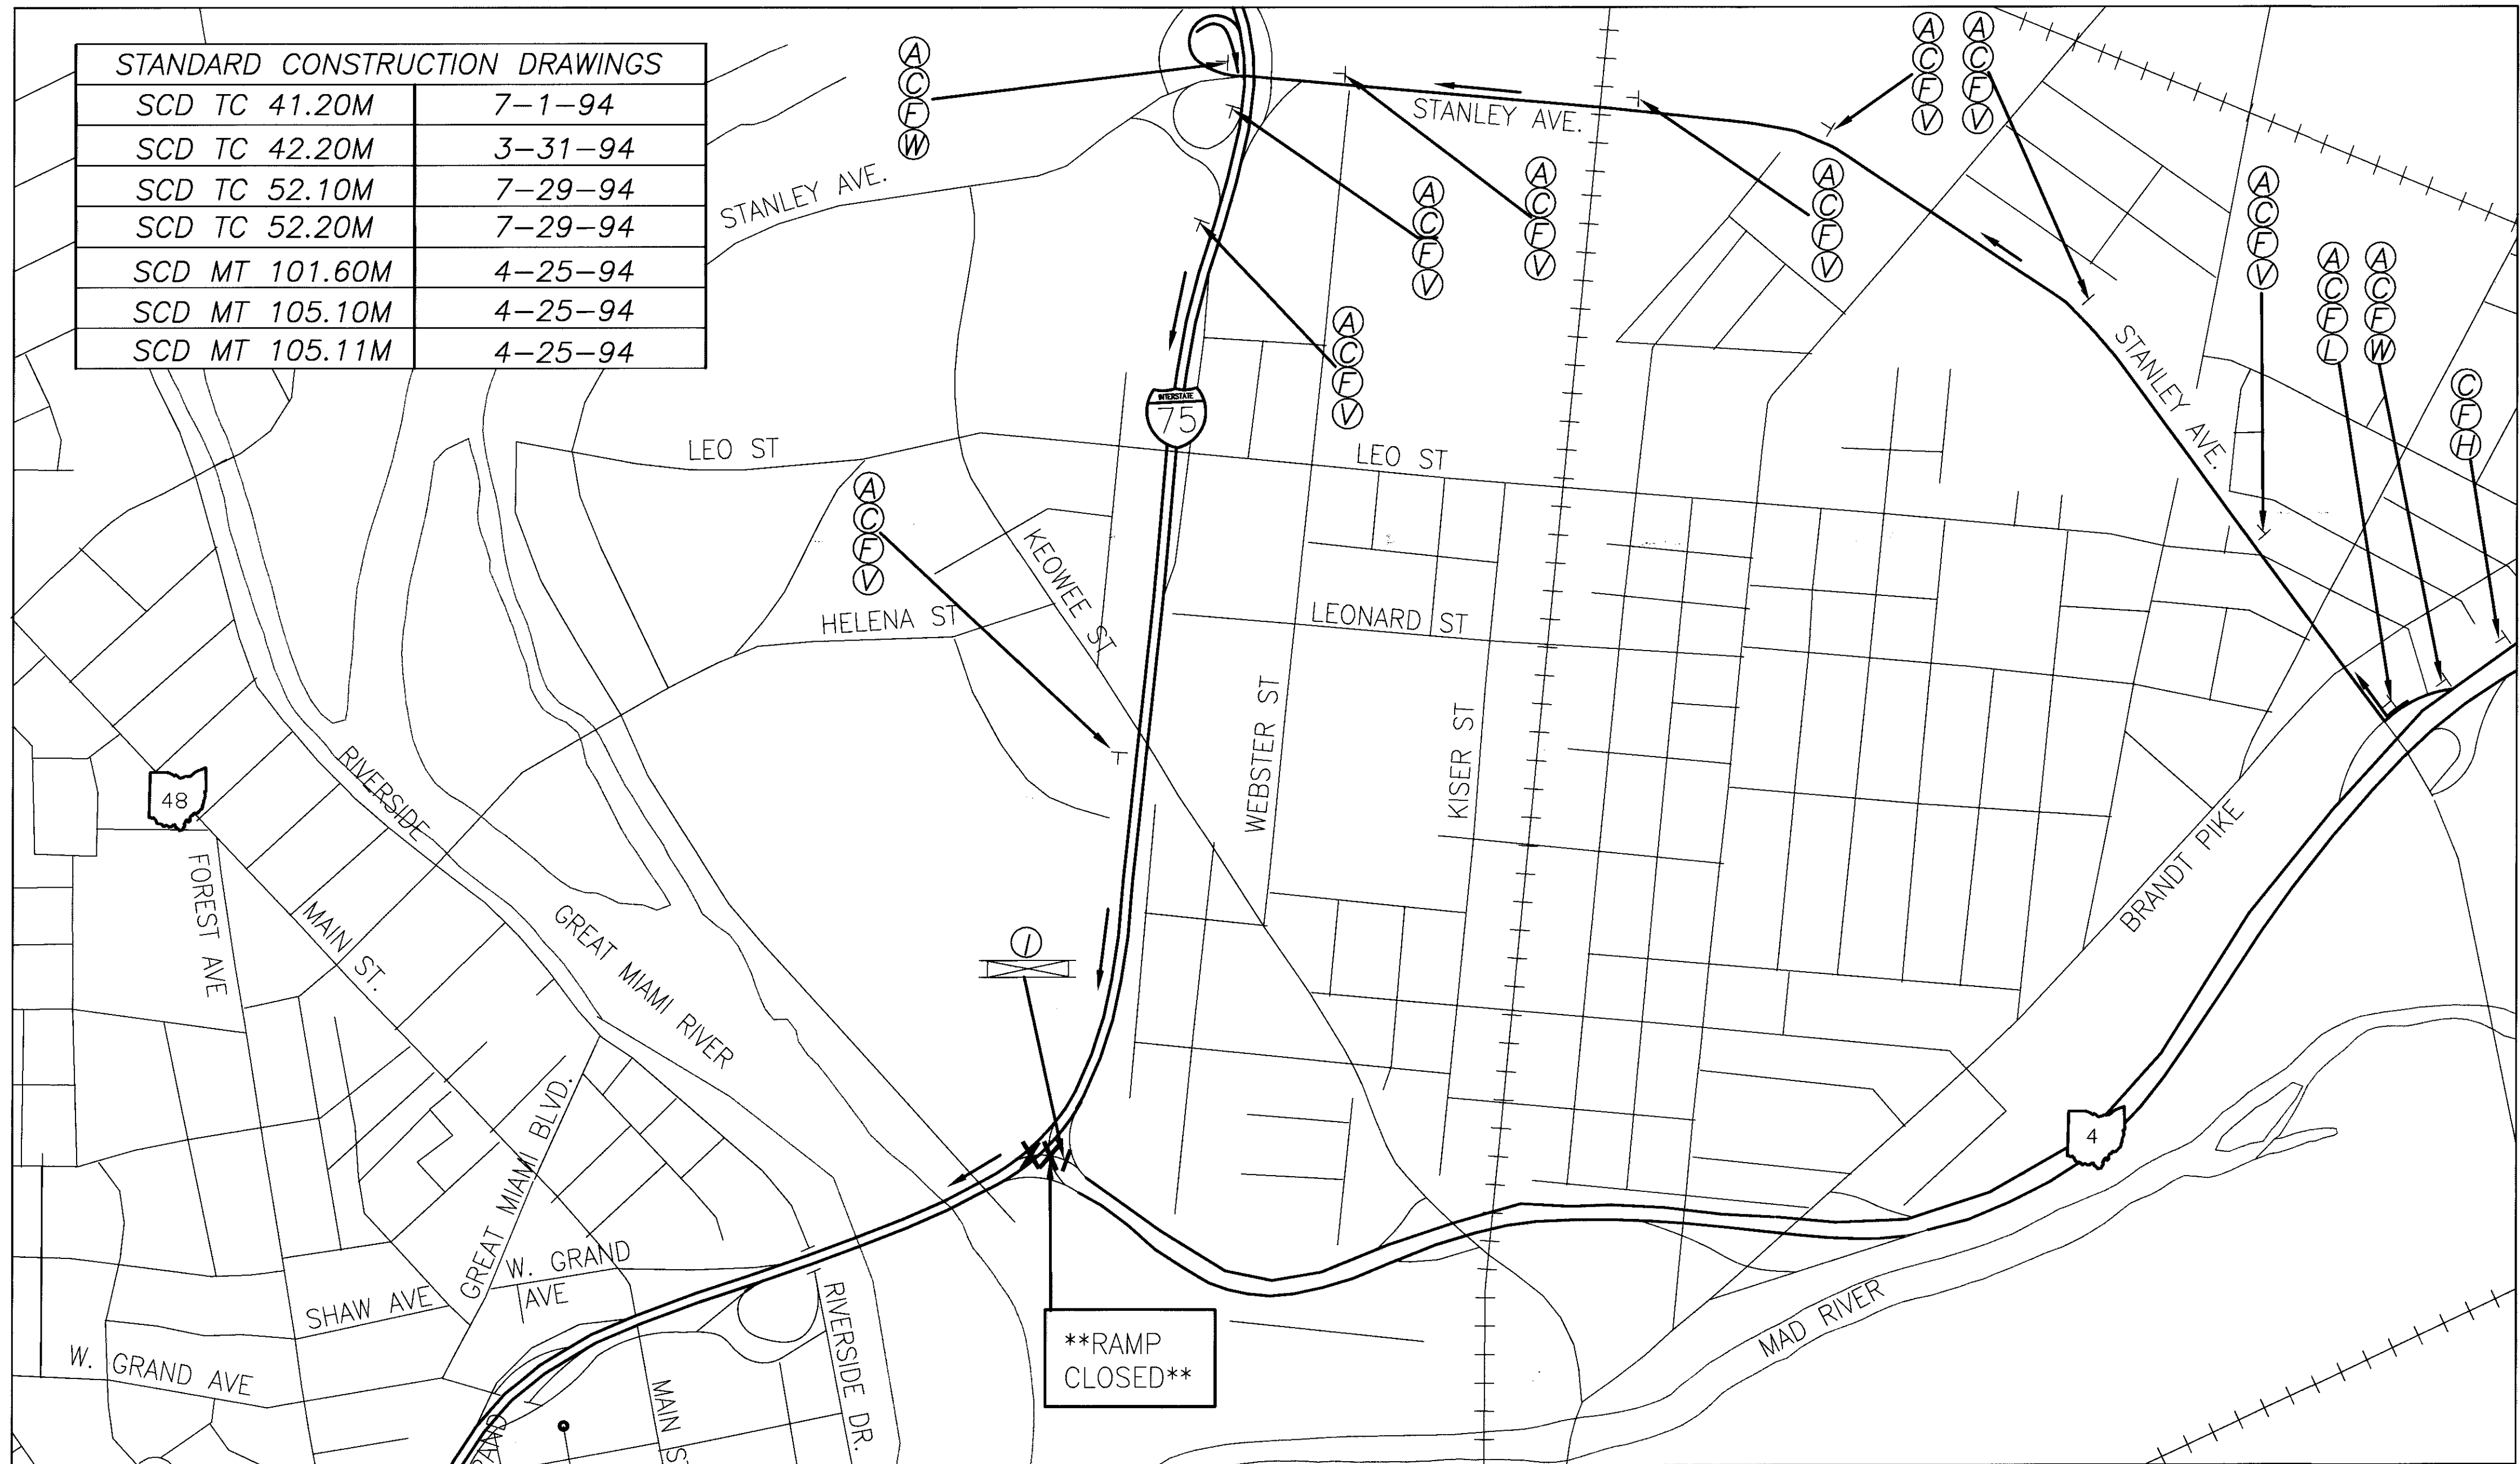 STANDARD CONSTRUCTION DRAWINGS
SCD TC 41.20M 7-1-94
SCD TC 42.20M 3-31-94
SCD TC 52.10M 7-29-94
SCD TC 52.20M 7-29-94
SCD MT 101.60M 4-25-94
SCD MT 105.10M 4-25-94
SCD MT 105.11M 4-25-94
A
C
F
W
A
C
F
V
A
C
F
V
STANLEY AVE.
STANLEY AVE.
A
C
F
V
A
C
F
V
A
C
F
V
A
C
F
V
A
C
F
L
A
C
F
W
A
C
F
V
C
F
H
STANLEY AVE.
INTERSTATE
75
LEO ST
LEO ST
A
C
F
V
KEOWEE ST
HELENA ST
LEONARD ST
WEBSTER ST
KISER ST
48
RIVERSIDE
FOREST AVE
MAIN ST.
GREAT MIAMI RIVER
BRANDT PIKE
I
4
GREAT MIAMI BLVD.
W. GRAND
AVE
SHAW AVE
W. GRAND AVE
RIVERSIDE DR.
MAIN S
**RAMP
CLOSED**
MAD RIVER